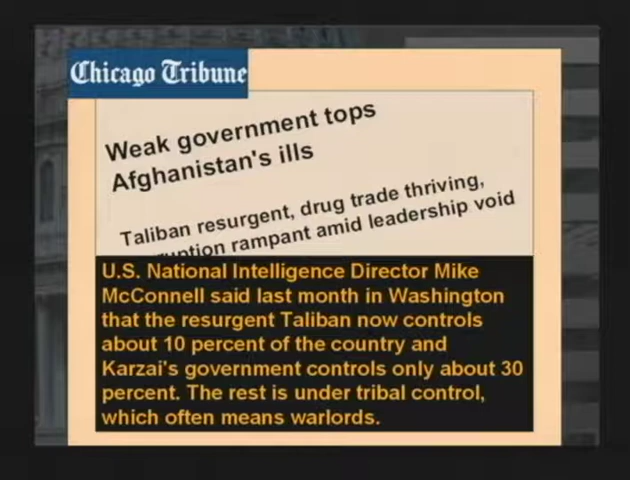 Chicago Tribune
Weak government tops
Afghanistan's ills
Taliban resurgent, drug trade thriving,
rampant amid leadership void
U.S. National Intelligence Director Mike
McConnell said last month in Washington
that the resurgent Taliban now controls
about 10 percent of the country and
Karzai's government controls only about 30
percent. The rest is under tribal control,
which often means warlords.